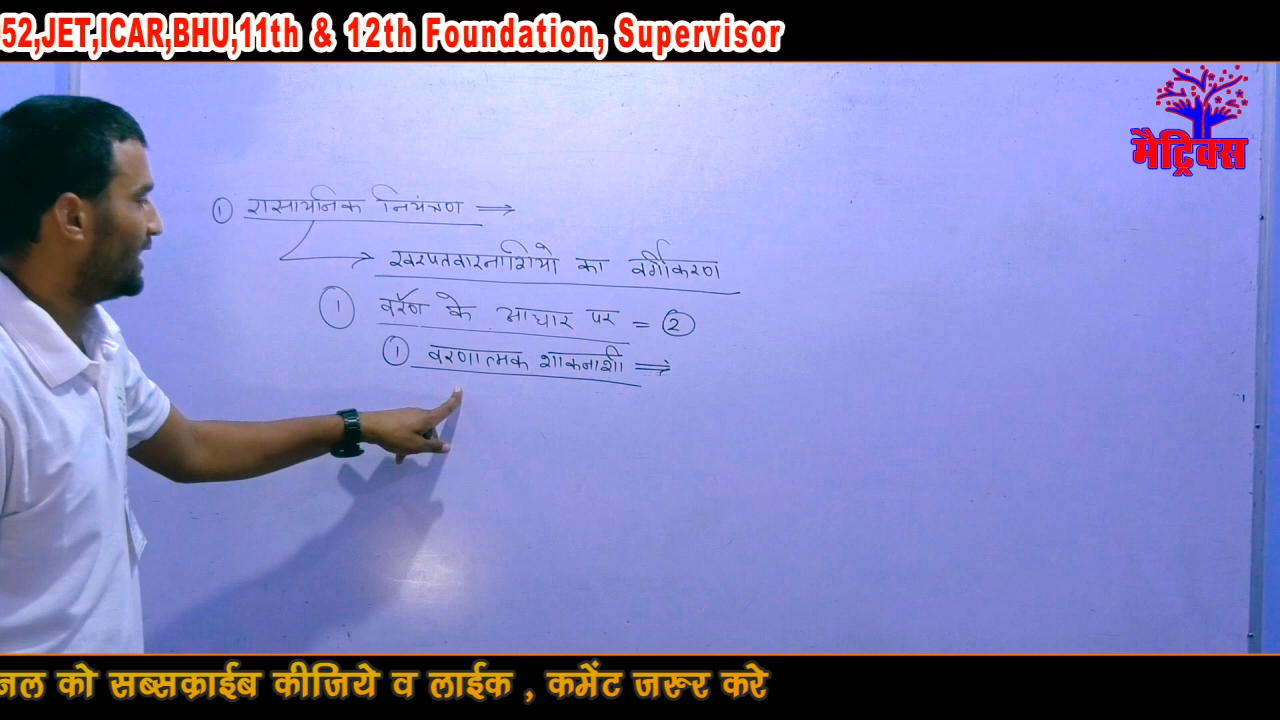 52,JET,ICAR,BHU,11th & 12th Foundation, Supervisor
मैट्रिक्स
① रासायनिक नियंत्रण ⇒
→ खरपतवारनाशियो का वर्गीकरण
① वरण के आधार पर = ②
① वरणात्मक शाकनाशी ⇒
नल को सब्सक्राईब कीजिये व लाईक , कमेंट जरूर करे